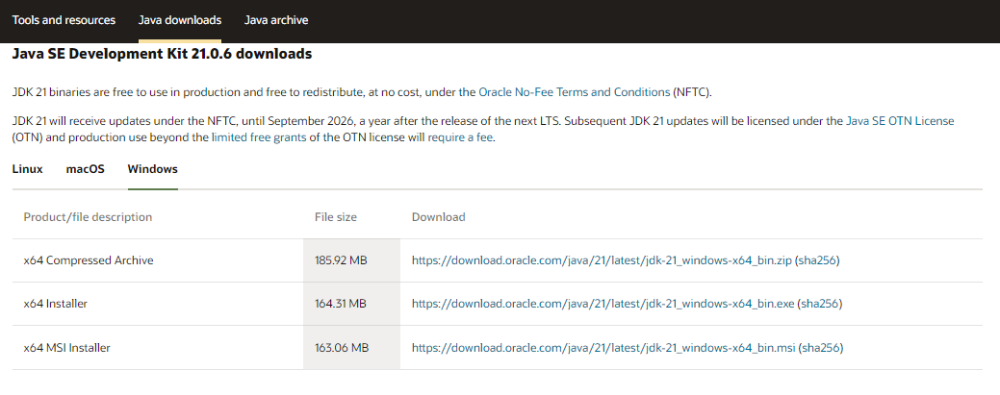 Tools and resources Java downloads Java archive
Java SE Development Kit 21.0.6 downloads
JDK 21 binaries are free to use in production and free to redistribute, at no cost, under the Oracle No-Fee Terms and Conditions (NFTC).
JDK 21 will receive updates under the NFTC, until September 2026, a year after the release of the next LTS. Subsequent JDK 21 updates will be licensed under the Java SE OTN License
(OTN) and production use beyond the limited free grants of the OTN license will require a fee.
Linux macOS Windows
Product/file description File size Download
x64 Compressed Archive 185.92 MB https://download.oracle.com/java/21/latest/jdk-21_windows-x64_bin.zip (sha256)
x64 Installer 164.31 MB https://download.oracle.com/java/21/latest/jdk-21_windows-x64_bin.exe (sha256)
x64 MSI Installer 163.06 MB https://download.oracle.com/java/21/latest/jdk-21_windows-x64_bin.msi (sha256)